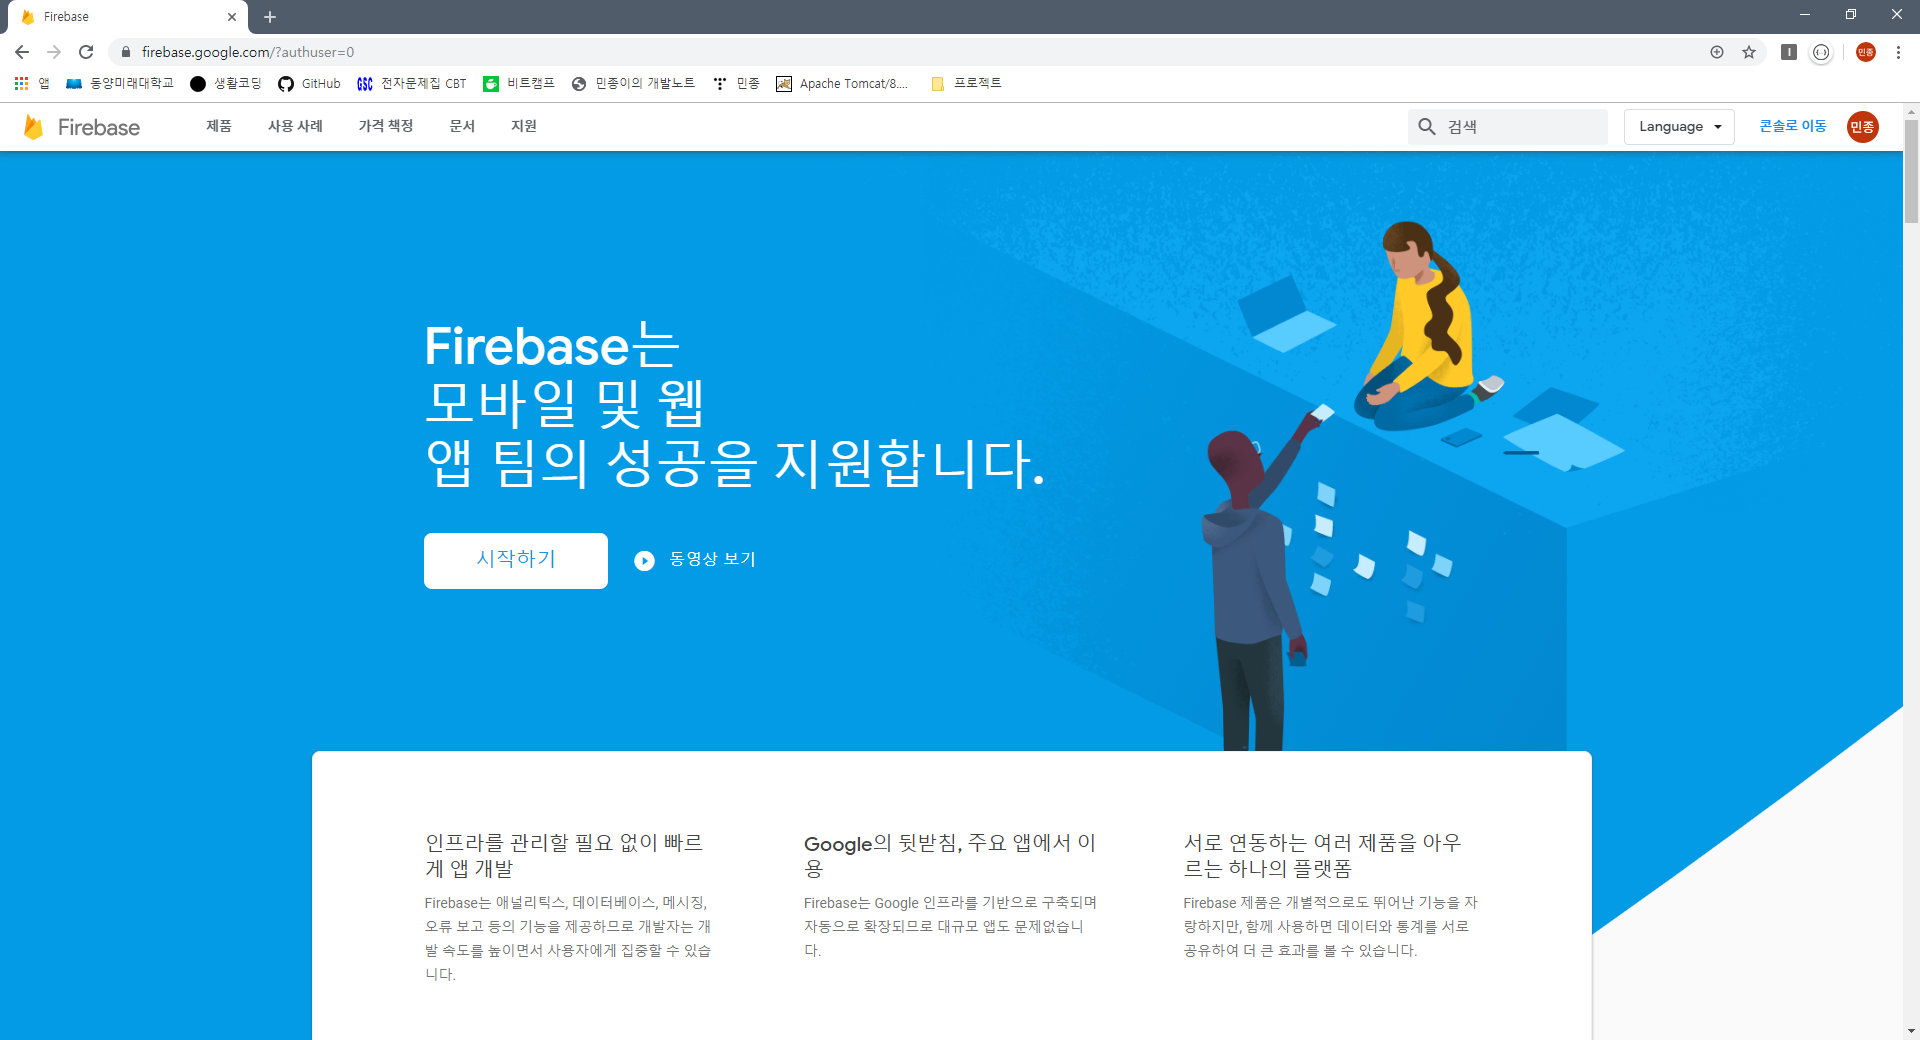 Firebase
firebase.google.com/?authuser=0
민종
앱
동양미래대학교
생활코딩
GitHub
GSC 전자문제집 CBT
비트캠프
민종이의 개발노트
민종
Apache Tomcat/8....
프로젝트
Firebase
제품
사용 사례
가격 책정
문서
지원
검색
Language
콘솔로 이동
민종
Firebase는
모바일 및 웹
앱 팀의 성공을 지원합니다.
시작하기
동영상 보기
인프라를 관리할 필요 없이 빠르
게 앱 개발
Firebase는 애널리틱스, 데이터베이스, 메시징,
오류 보고 등의 기능을 제공하므로 개발자는 개
발 속도를 높이면서 사용자에게 집중할 수 있습
니다.
Google의 뒷받침, 주요 앱에서 이
용
Firebase는 Google 인프라를 기반으로 구축되며
자동으로 확장되므로 대규모 앱도 문제없습니
다.
서로 연동하는 여러 제품을 아우
르는 하나의 플랫폼
Firebase 제품은 개별적으로도 뛰어난 기능을 자
랑하지만, 함께 사용하면 데이터와 통계를 서로
공유하여 더 큰 효과를 볼 수 있습니다.